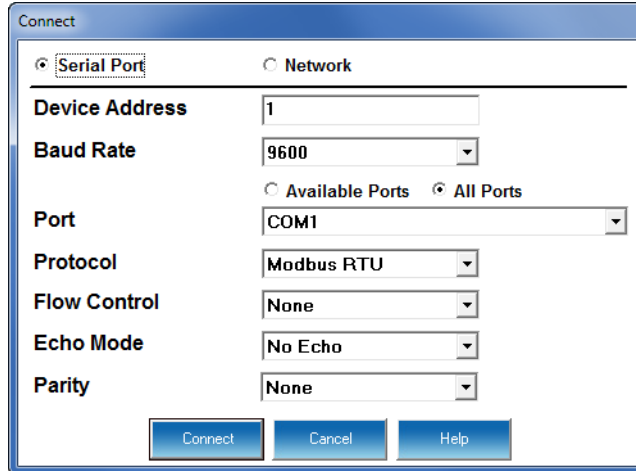 Connect
Serial Port Network
Device Address 1
Baud Rate 9600
Available Ports All Ports
Port COM1
Protocol Modbus RTU
Flow Control None
Echo Mode No Echo
Parity None
Connect Cancel Help